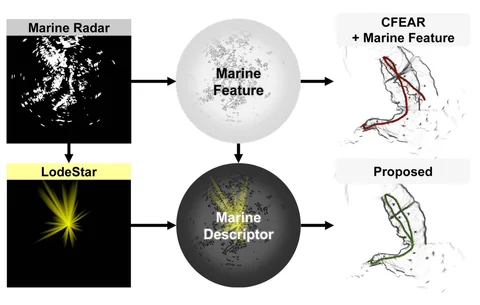 Marine Radar
Marine
Feature
CFEAR
+ Marine Feature
LodeStar
Marine
Descriptor
Proposed